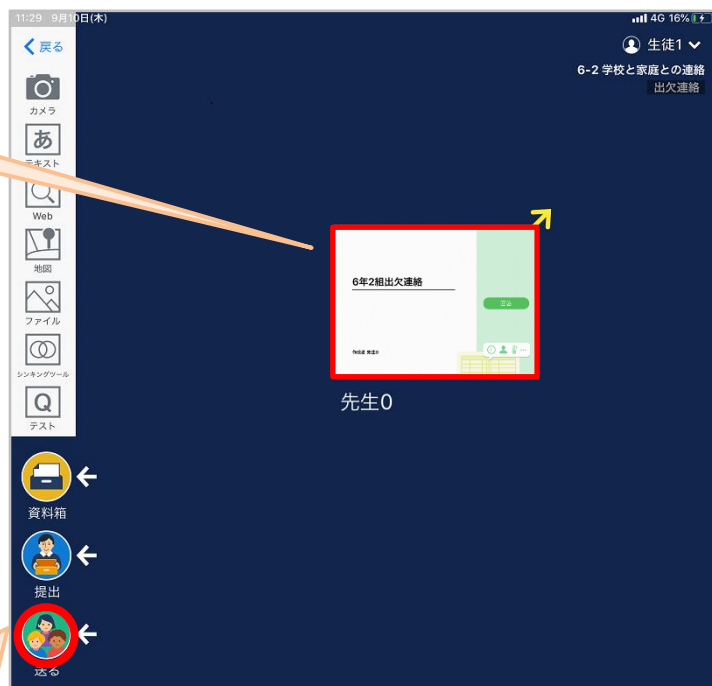 11:29 9月10日(木)
4G 16%
戻る
生徒1
6-2 学校と家庭との連絡
出欠連絡
カメラ
あ
テキスト
Web
地図
ファイル
シンキングツール
Q
テスト
6年2組出欠連絡
先生0
資料箱
提出
送る